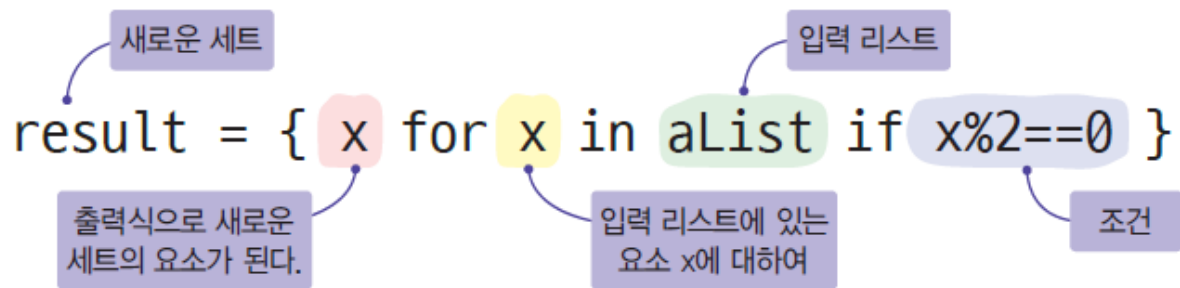 새로운 세트
입력 리스트
result = { x for x in aList if x%2==0 }
출력식으로 새로운
세트의 요소가 된다.
입력 리스트에 있는
요소 x에 대하여
조건